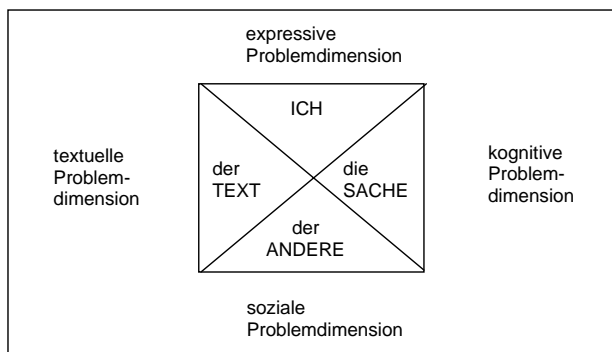 expressive
Problemdimension
ICH
textuelle
Problem-
dimension
der
TEXT
die
SACHE
kognitive
Problem-
dimension
der
ANDERE
soziale
Problemdimension